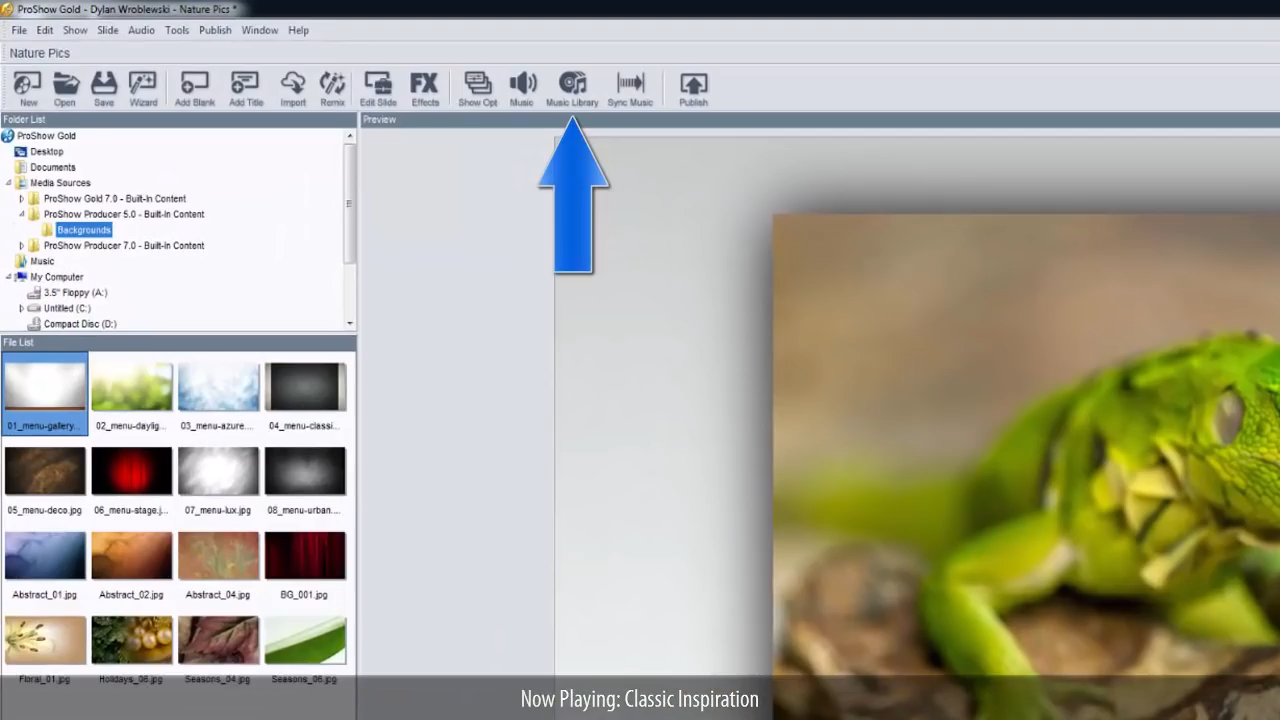 ProShow Gold - Dylan Wroblewski - Nature Pics *
File Edit Show Slide Audio Tools Publish Window Help
Nature Pics
New Open Save Wizard Add Blank Add Title Import Remix Edit Slide FX Effects Show Opt Music Music Library Sync Music Publish
Folder List
Preview
ProShow Gold
Desktop
Documents
Media Sources
ProShow Gold 7.0 - Built-In Content
ProShow Producer 5.0 - Built-In Content
Backgrounds
ProShow Producer 7.0 - Built-In Content
Music
My Computer
3.5" Floppy (A:)
Untitled (C:)
Compact Disc (D:)
File List
01_menu-gallery... 02_menu-daylig... 03_menu-azure.... 04_menu-classi...
05_menu-deco.jpg 06_menu-stage.j... 07_menu-lux.jpg 08_menu-urban....
Abstract_01.jpg Abstract_02.jpg Abstract_04.jpg BG_001.jpg
Floral_01.jpg Holidays_06.jpg Seasons_04.jpg Seasons_06.jpg
Now Playing: Classic Inspiration